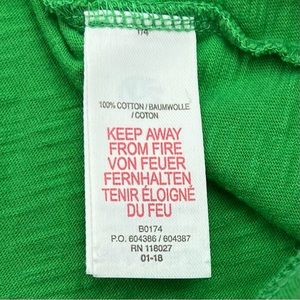 1/4
100% COTTON / BAUMWOLLE
/ COTON
KEEP AWAY
FROM FIRE
VON FEUER
FERNHALTEN
TENIR ÉLOIGNÉ
DU FEU
B0174
P.O. 604386 / 604387
RN 118027
01-18